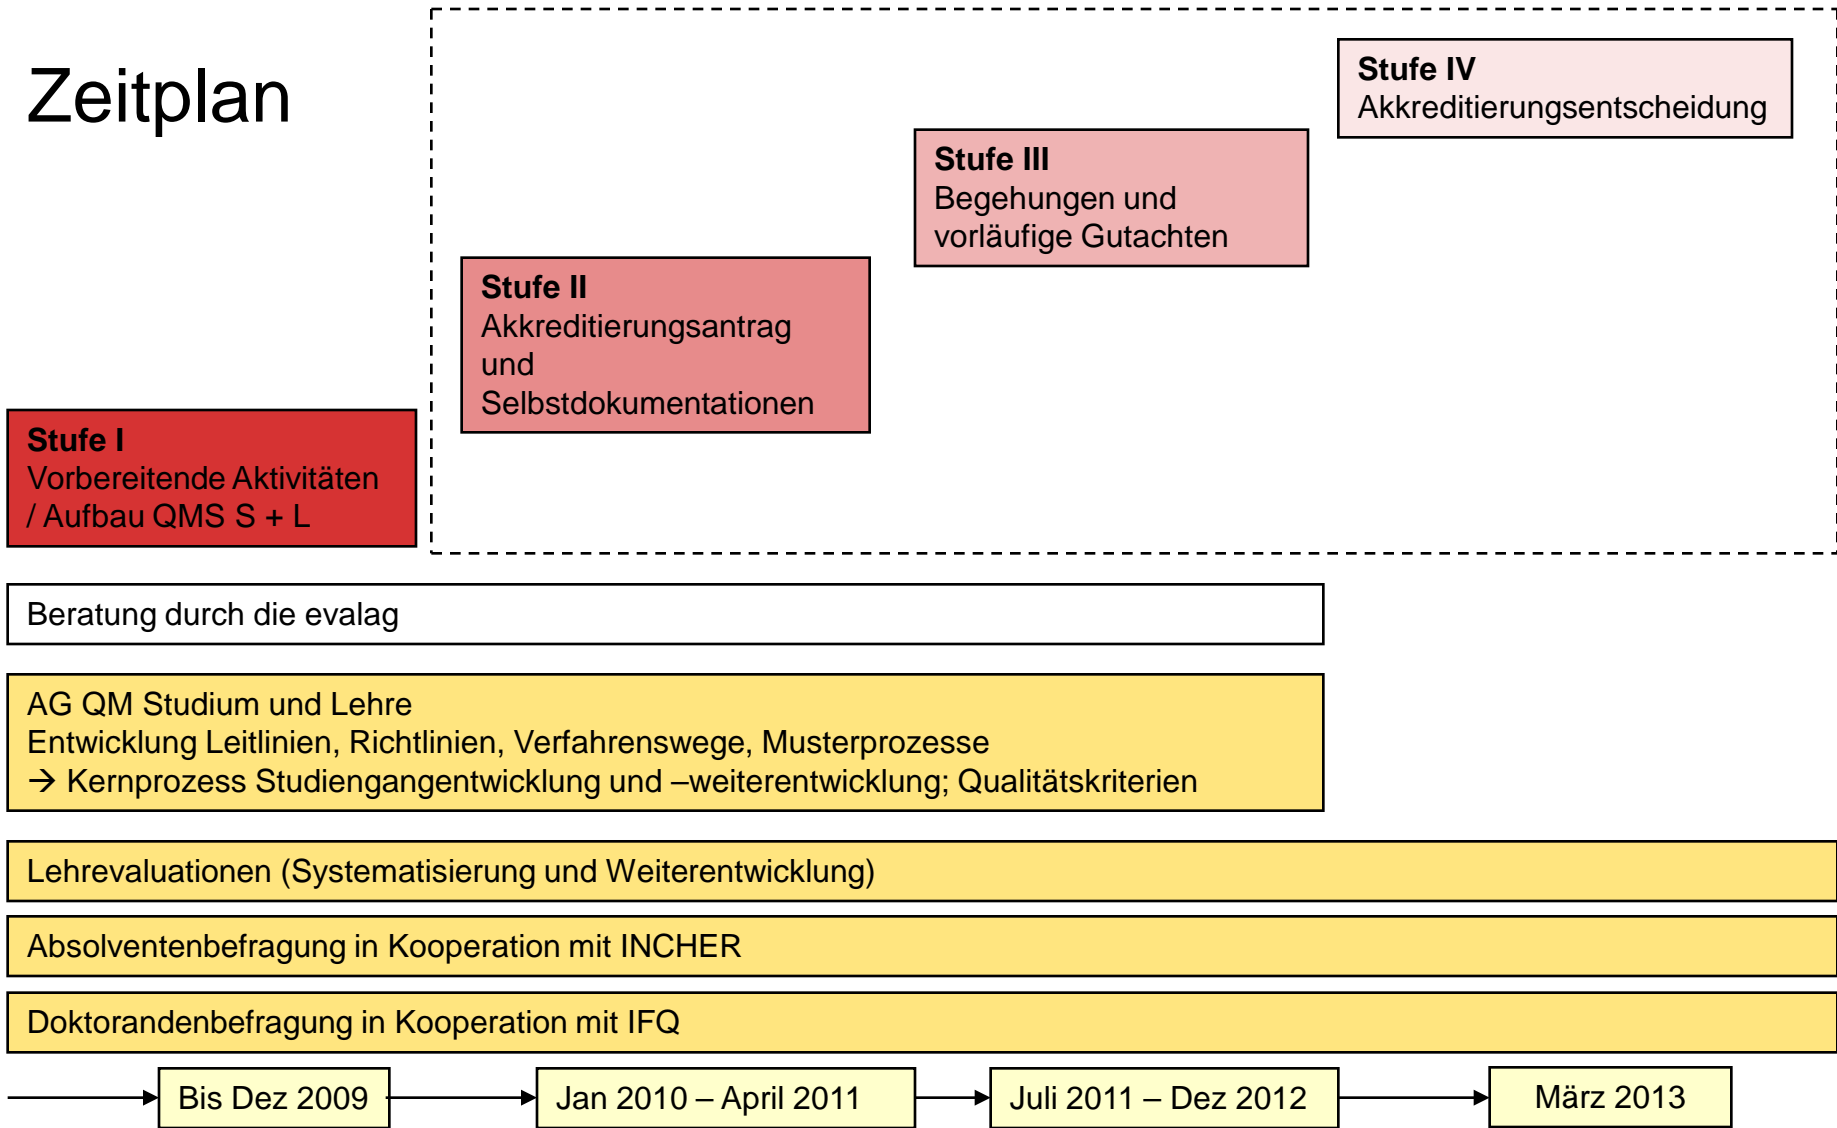 Zeitplan
Stufe IV
Akkreditierungsentscheidung
Stufe III
Begehungen und
vorläufige Gutachten
Stufe II
Akkreditierungsantrag
und
Selbstdokumentationen
Stufe I
Vorbereitende Aktivitäten
/ Aufbau QMS S + L
Beratung durch die evalag
AG QM Studium und Lehre
Entwicklung Leitlinien, Richtlinien, Verfahrenswege, Musterprozesse
→ Kernprozess Studiengangentwicklung und –weiterentwicklung; Qualitätskriterien
Lehrevaluationen (Systematisierung und Weiterentwicklung)
Absolventenbefragung in Kooperation mit INCHER
Doktorandenbefragung in Kooperation mit IFQ
Bis Dez 2009
Jan 2010 – April 2011
Juli 2011 – Dez 2012
März 2013